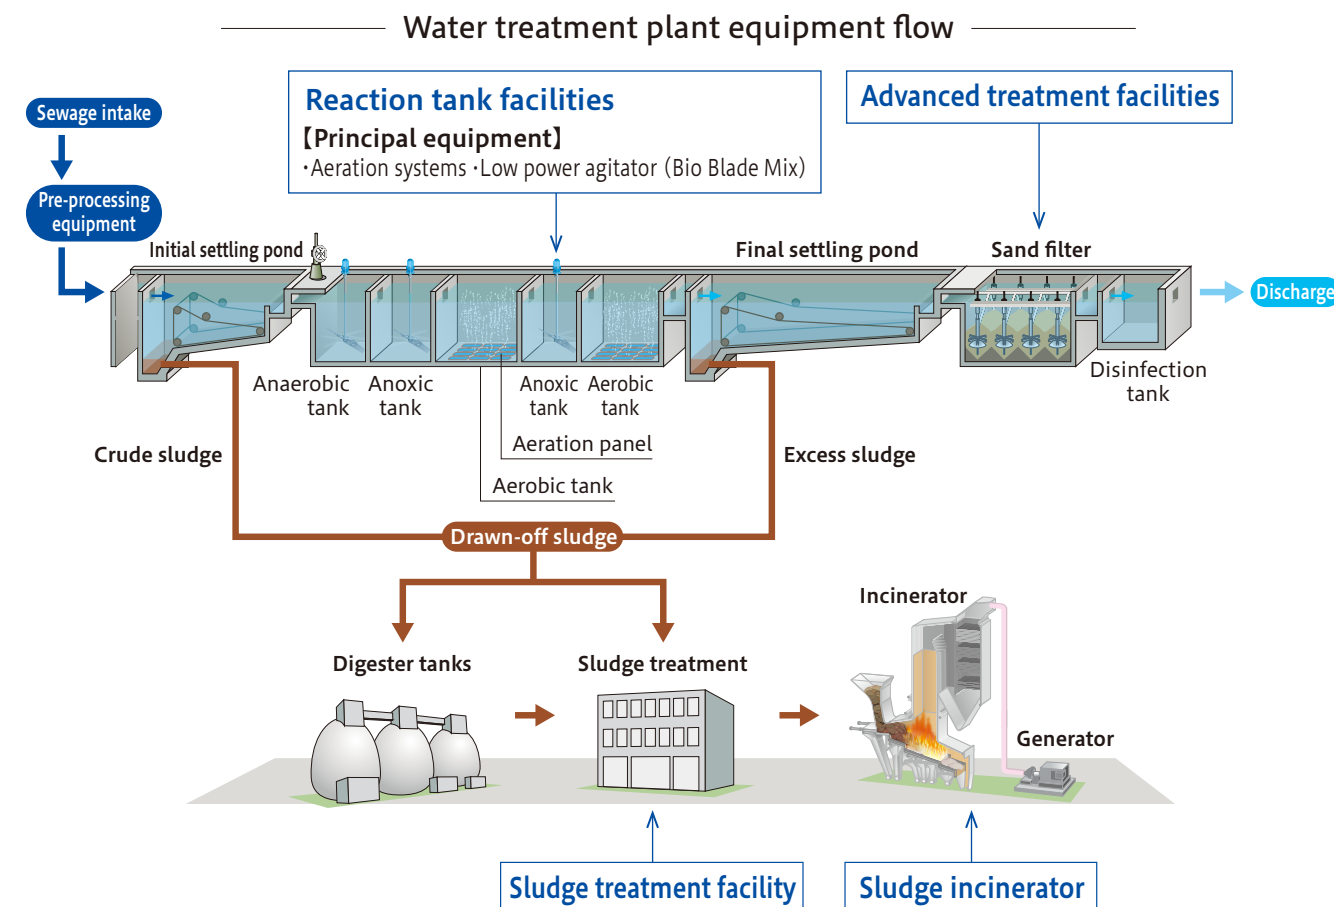 Water treatment plant equipment flow
Sewage intake
Pre-processing
equipment
Reaction tank facilities
【Principal equipment】
・Aeration systems ・Low power agitator (Bio Blade Mix)
Advanced treatment facilities
Initial settling pond
Final settling pond
Sand filter
Discharge
Anaerobic
tank
Anoxic
tank
Anoxic
tank
Aerobic
tank
Disinfection
tank
Aeration panel
Aerobic tank
Crude sludge
Excess sludge
Drawn-off sludge
Digester tanks
Sludge treatment
Incinerator
Generator
Sludge treatment facility
Sludge incinerator